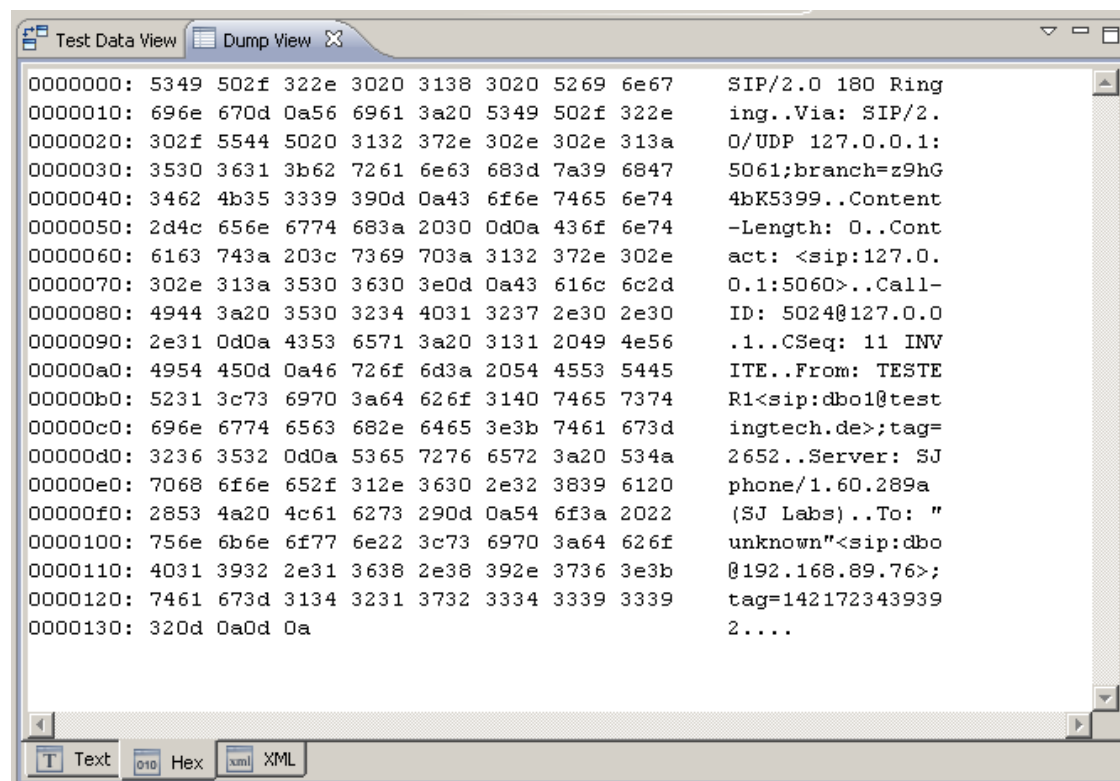 Test Data View Dump View
0000000: 5349 502f 322e 3020 3138 3020 5269 6e67 SIP/2.0 180 Ring
0000010: 696e 670d 0a56 6961 3a20 5349 502f 322e ing..Via: SIP/2.
0000020: 302f 5544 5020 3132 372e 302e 302e 313a 0/UDP 127.0.0.1:
0000030: 3530 3631 3b62 7261 6e63 683d 7a39 6847 5061;branch=z9hG
0000040: 3462 4b35 3339 390d 0a43 6f6e 7465 6e74 4bK5399..Content
0000050: 2d4c 656e 6774 683a 2030 0d0a 436f 6e74 -Length: 0..Cont
0000060: 6163 743a 203c 7369 703a 3132 372e 302e act: <sip:127.0.
0000070: 302e 313a 3530 3630 3e0d 0a43 616c 6c2d 0.1:5060>..Call-
0000080: 4944 3a20 3530 3234 4031 3237 2e30 2e30 ID: 5024@127.0.0
0000090: 2e31 0d0a 4353 6571 3a20 3131 2049 4e56 .1..CSeq: 11 INV
00000a0: 4954 450d 0a46 726f 6d3a 2054 4553 5445 ITE..From: TESTE
00000b0: 5231 3c73 6970 3a64 626f 3140 7465 7374 R1<sip:dbo1@test
00000c0: 696e 6774 6563 682e 6465 3e3b 7461 673d ingtech.de>;tag=
00000d0: 3236 3532 0d0a 5365 7276 6572 3a20 534a 2652..Server: SJ
00000e0: 7068 6f6e 652f 312e 3630 2e32 3839 6120 phone/1.60.289a
00000f0: 2853 4a20 4c61 6273 290d 0a54 6f3a 2022 (SJ Labs)..To: "
0000100: 756e 6b6e 6f77 6e22 3c73 6970 3a64 626f unknown"<sip:dbo
0000110: 4031 3932 2e31 3638 2e38 392e 3736 3e3b @192.168.89.76>;
0000120: 7461 673d 3134 3231 3732 3334 3339 3339 tag=142172343939
0000130: 320d 0a0d 0a 2....
T Text 010 Hex xml XML